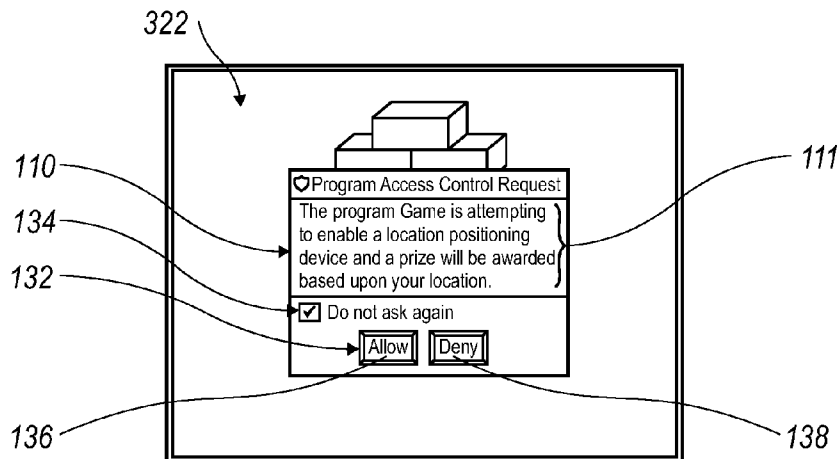 322
110
111
Program Access Control Request
134
The program Game is attempting
to enable a location positioning
device and a prize will be awarded
based upon your location.
132
Do not ask again
Allow Deny
136
138